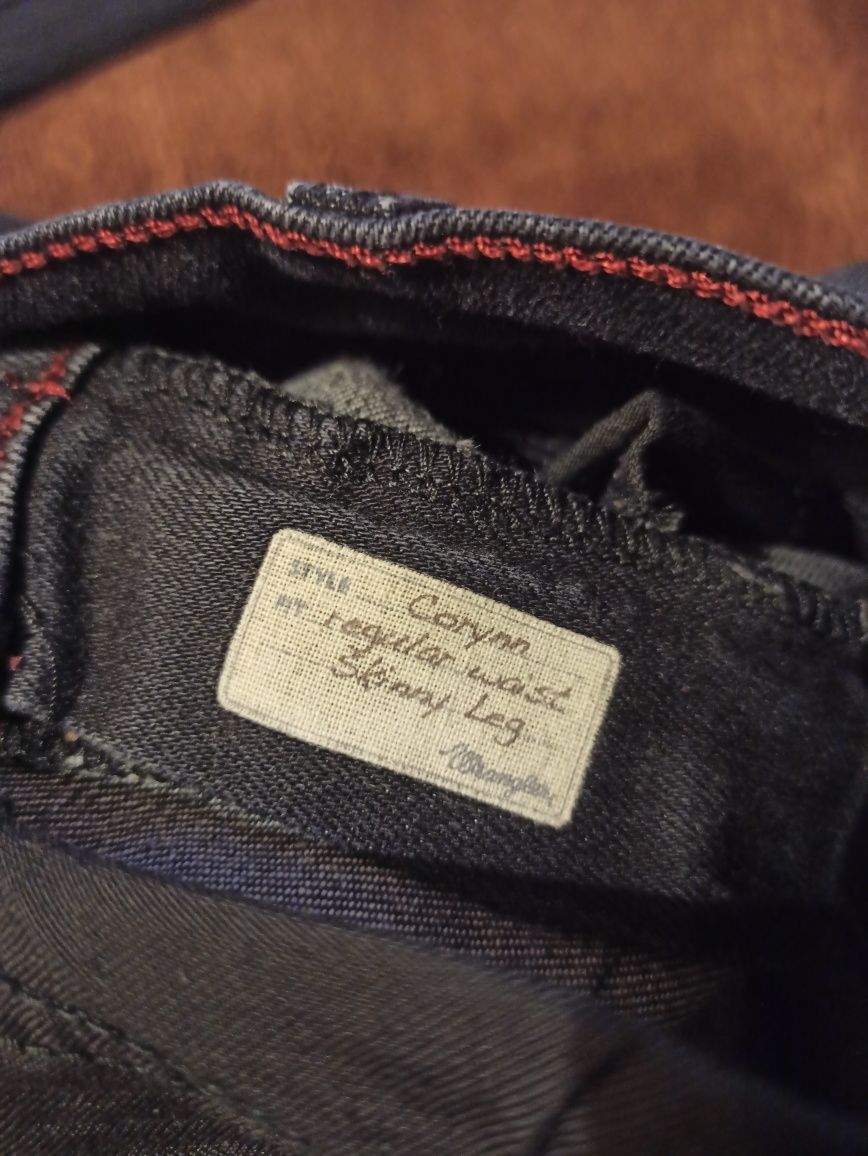 STYLE Corynn
FIT regular waist
Skinny Leg
Wrangler